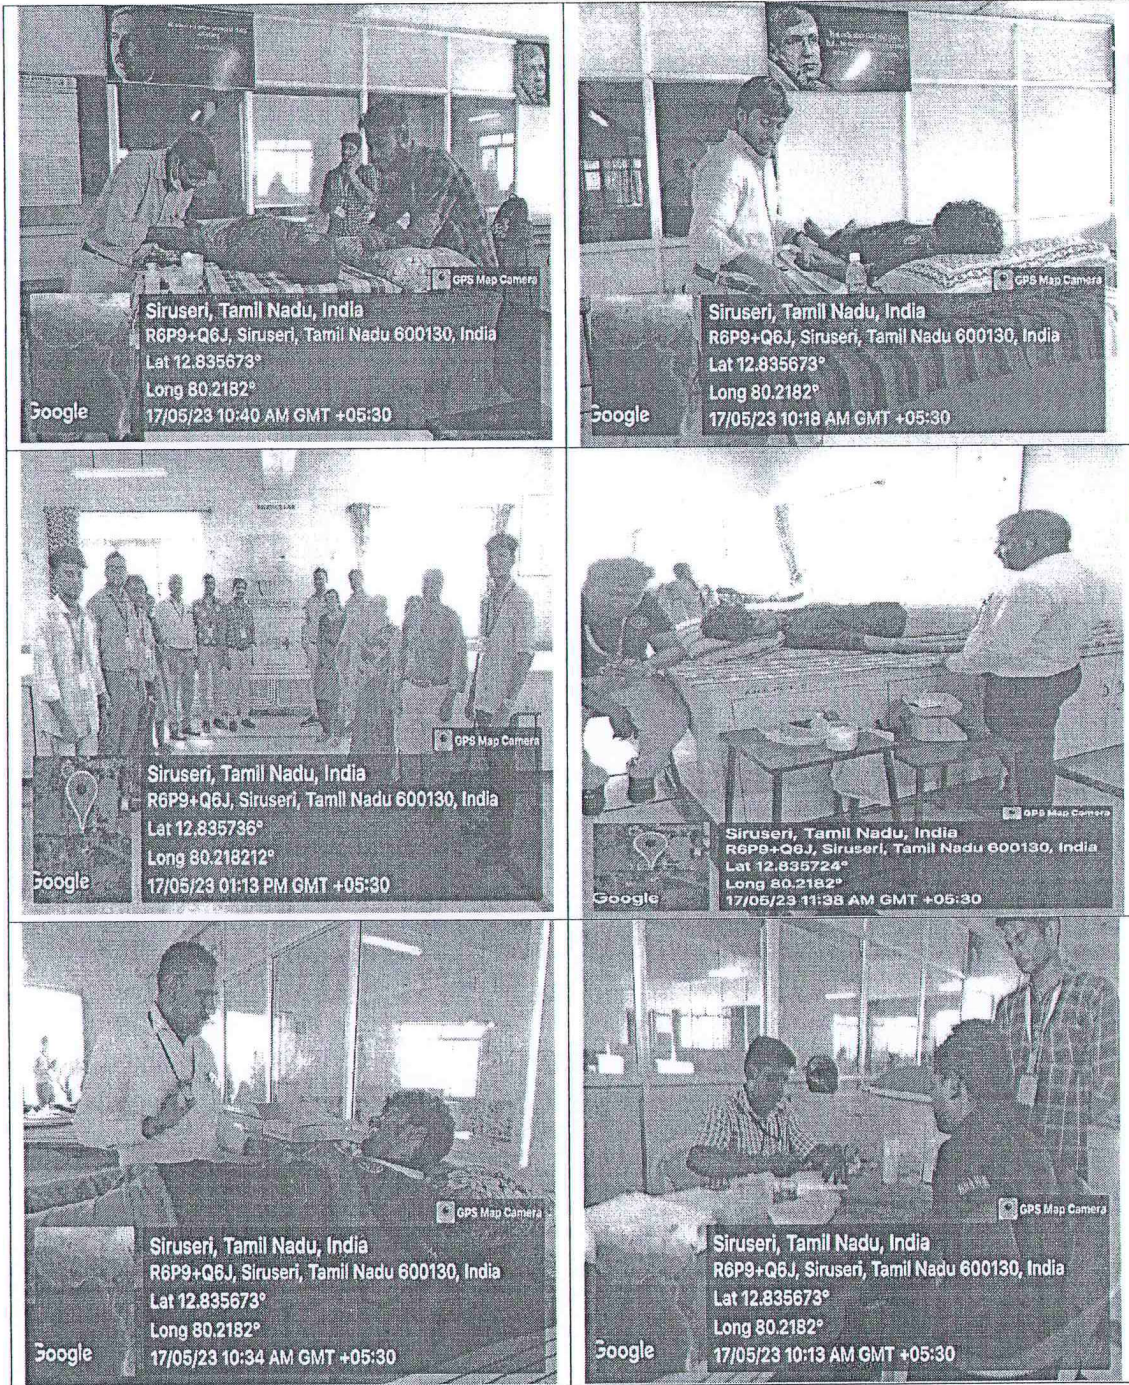 GPS Map Camera
Siruseri, Tamil Nadu, India
R6P9+Q6J, Siruseri, Tamil Nadu 600130, India
Lat 12.835673°
Long 80.2182°
17/05/23 10:40 AM GMT +05:30
Google
GPS Map Camera
Siruseri, Tamil Nadu, India
R6P9+Q6J, Siruseri, Tamil Nadu 600130, India
Lat 12.835673°
Long 80.2182°
17/05/23 10:18 AM GMT +05:30
Google
GPS Map Camera
Siruseri, Tamil Nadu, India
R6P9+Q6J, Siruseri, Tamil Nadu 600130, India
Lat 12.835736°
Long 80.218212°
17/05/23 01:13 PM GMT +05:30
Google
GPS Map Camera
Siruseri, Tamil Nadu, India
R6P9+Q6J, Siruseri, Tamil Nadu 600130, India
Lat 12.835724°
Long 80.2182°
17/05/23 11:38 AM GMT +05:30
Google
GPS Map Camera
Siruseri, Tamil Nadu, India
R6P9+Q6J, Siruseri, Tamil Nadu 600130, India
Lat 12.835673°
Long 80.2182°
17/05/23 10:34 AM GMT +05:30
Google
GPS Map Camera
Siruseri, Tamil Nadu, India
R6P9+Q6J, Siruseri, Tamil Nadu 600130, India
Lat 12.835673°
Long 80.2182°
17/05/23 10:13 AM GMT +05:30
Google